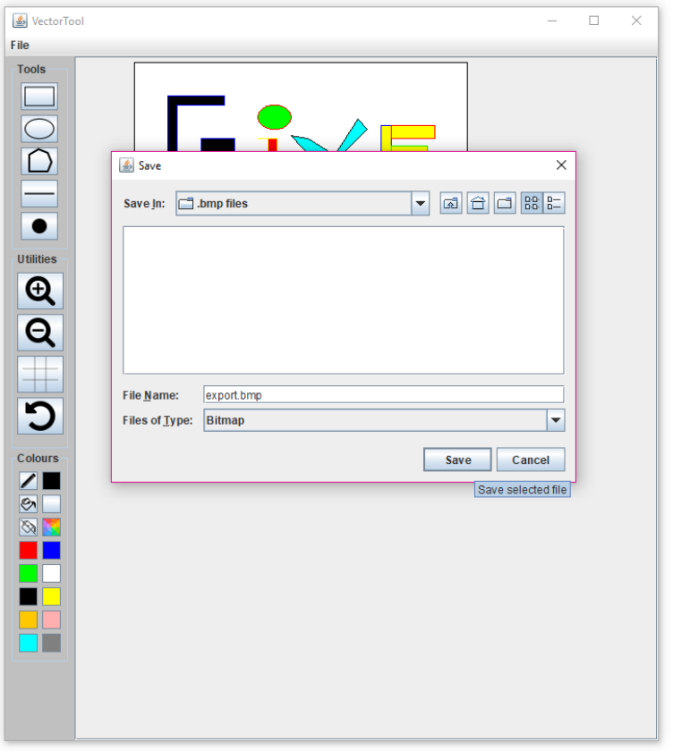 VectorTool
File
Tools
Save
Save In: .bmp files
Utilities
File Name: export.bmp
Files of Type: Bitmap
Colours
Save Cancel
Save selected file